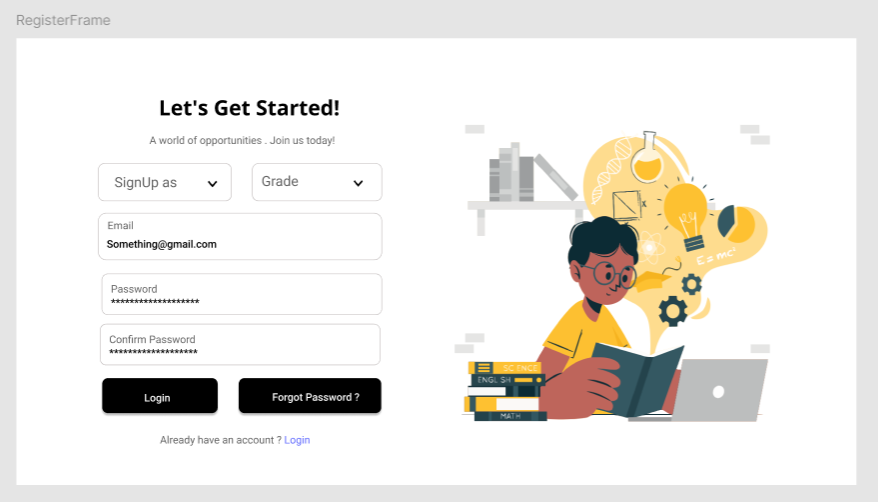 RegisterFrame
Let's Get Started!
A world of opportunities . Join us today!
SignUp as
Grade
Email
Something@gmail.com
Password
*******************
Confirm Password
*******************
Login
Forgot Password ?
Already have an account ? Login
E=mc²
SCIENCE
ENGLSH
MATH